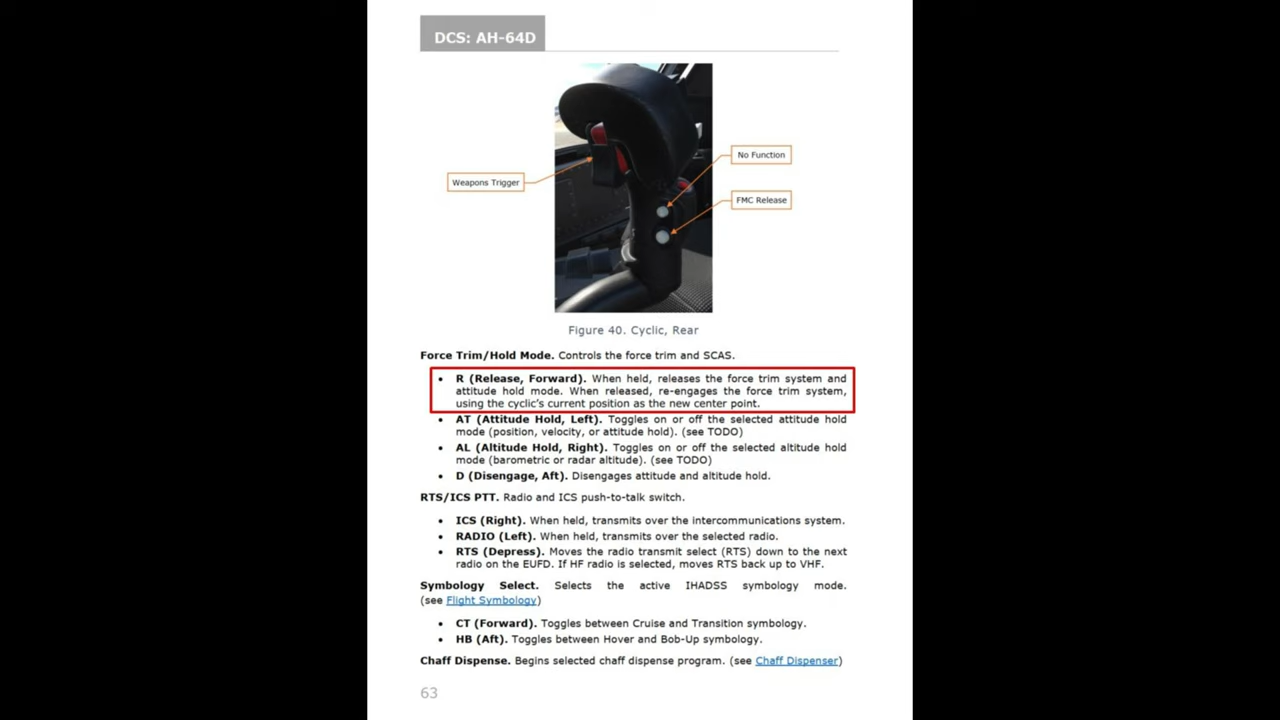 DCS: AH-64D
No Function
Weapons Trigger
FMC Release
Figure 40. Cyclic, Rear
Force Trim/Hold Mode. Controls the force trim and SCAS.
• R (Release, Forward). When held, releases the force trim system and
attitude hold mode. When released, re-engages the force trim system,
using the cyclic's current position as the new center point.
• AT (Attitude Hold, Left). Toggles on or off the selected attitude hold
mode (position, velocity, or attitude hold). (see TODO)
• AL (Altitude Hold, Right). Toggles on or off the selected altitude hold
mode (barometric or radar altitude). (see TODO)
• D (Disengage, Aft). Disengages attitude and altitude hold.
RTS/ICS PTT. Radio and ICS push-to-talk switch.
• ICS (Right). When held, transmits over the intercommunications system.
• RADIO (Left). When held, transmits over the selected radio.
• RTS (Depress). Moves the radio transmit select (RTS) down to the next
radio on the EUFD. If HF radio is selected, moves RTS back up to VHF.
Symbology Select. Selects the active IHADSS symbology mode.
(see Flight Symbology)
• CT (Forward). Toggles between Cruise and Transition symbology.
• HB (Aft). Toggles between Hover and Bob-Up symbology.
Chaff Dispense. Begins selected chaff dispense program. (see Chaff Dispenser)
63